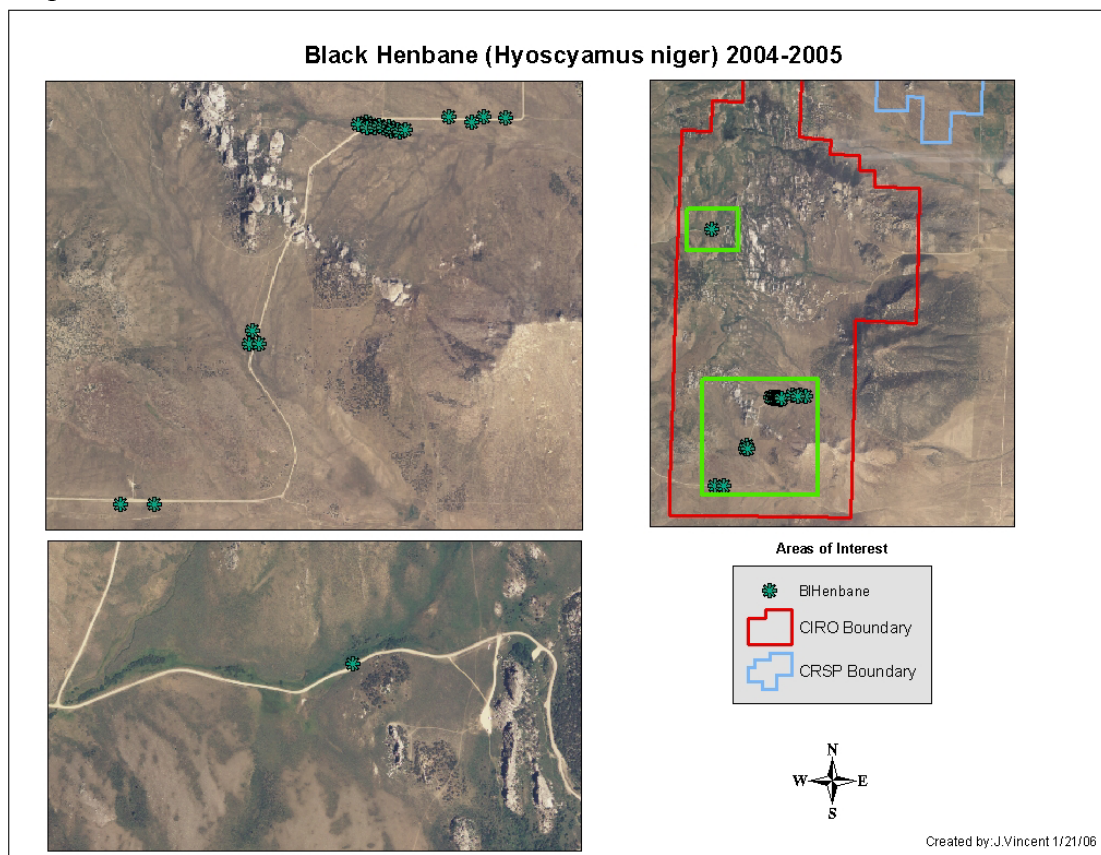 Black Henbane (Hyoscyamus niger) 2004-2005
Areas of Interest
BlHenbane
CIRO Boundary
CRSP Boundary
N
W E
S
Created by:J.Vincent 1/21/06